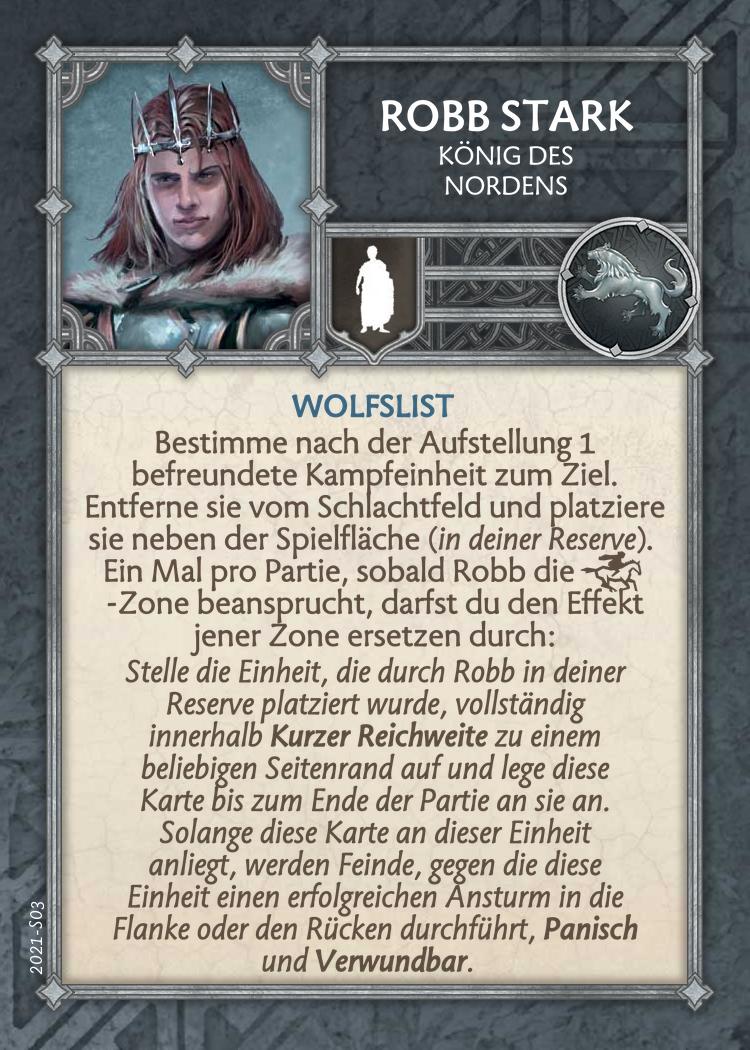 ROBB STARK
KÖNIG DES
NORDENS
WOLFSLIST
Bestimme nach der Aufstellung 1
befreundete Kampfeinheit zum Ziel.
Entferne sie vom Schlachtfeld und platziere
sie neben der Spielfläche (in deiner Reserve).
Ein Mal pro Partie, sobald Robb die
-Zone beansprucht, darfst du den Effekt
jener Zone ersetzen durch:
Stelle die Einheit, die durch Robb in deiner
Reserve platziert wurde, vollständig
innerhalb Kurzer Reichweite zu einem
beliebigen Seitenrand auf und lege diese
Karte bis zum Ende der Partie an sie an.
Solange diese Karte an dieser Einheit
anliegt, werden Feinde, gegen die diese
Einheit einen erfolgreichen Ansturm in die
Flanke oder den Rücken durchführt, Panisch
und Verwundbar.
2021-S03